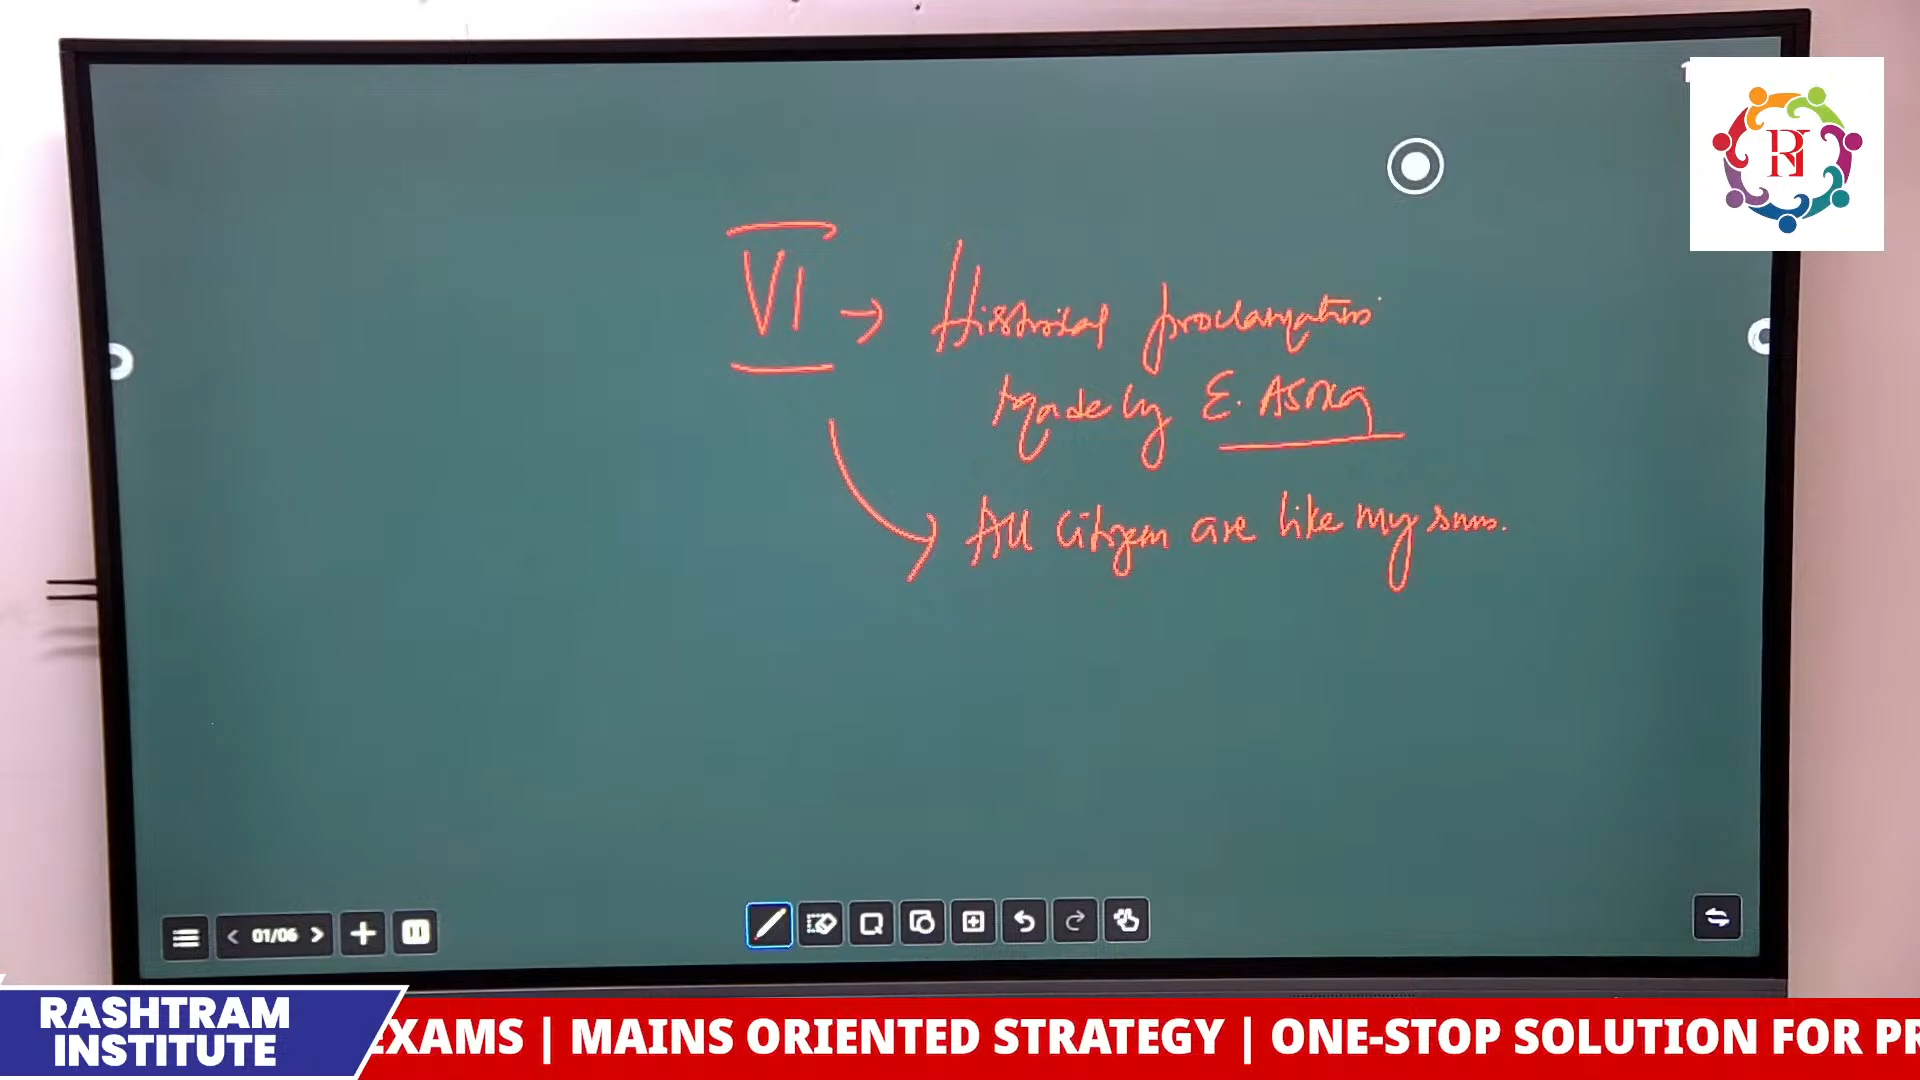 VI → Historical proclamation
made by E. Asoka
→ All citizen are like my sons.
01/06
RASHTRAM
INSTITUTE
EXAMS | MAINS ORIENTED STRATEGY | ONE-STOP SOLUTION FOR PR